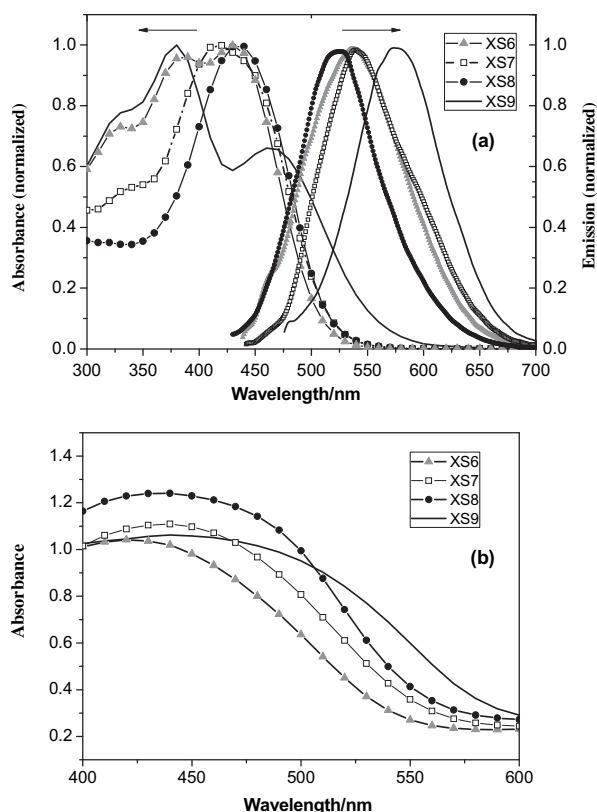 1.0
0.8
0.6
0.4
0.2
0.0
Absorbance (normalized)
XS6
XS7
XS8
XS9
(a)
1.0
0.8
0.6
0.4
0.2
0.0
Emission (normalized)
300 350 400 450 500 550 600 650 700
Wavelength/nm
1.4
1.2
1.0
0.8
0.6
0.4
0.2
Absorbance
XS6
XS7
XS8
XS9
(b)
400 450 500 550 600
Wavelength/nm